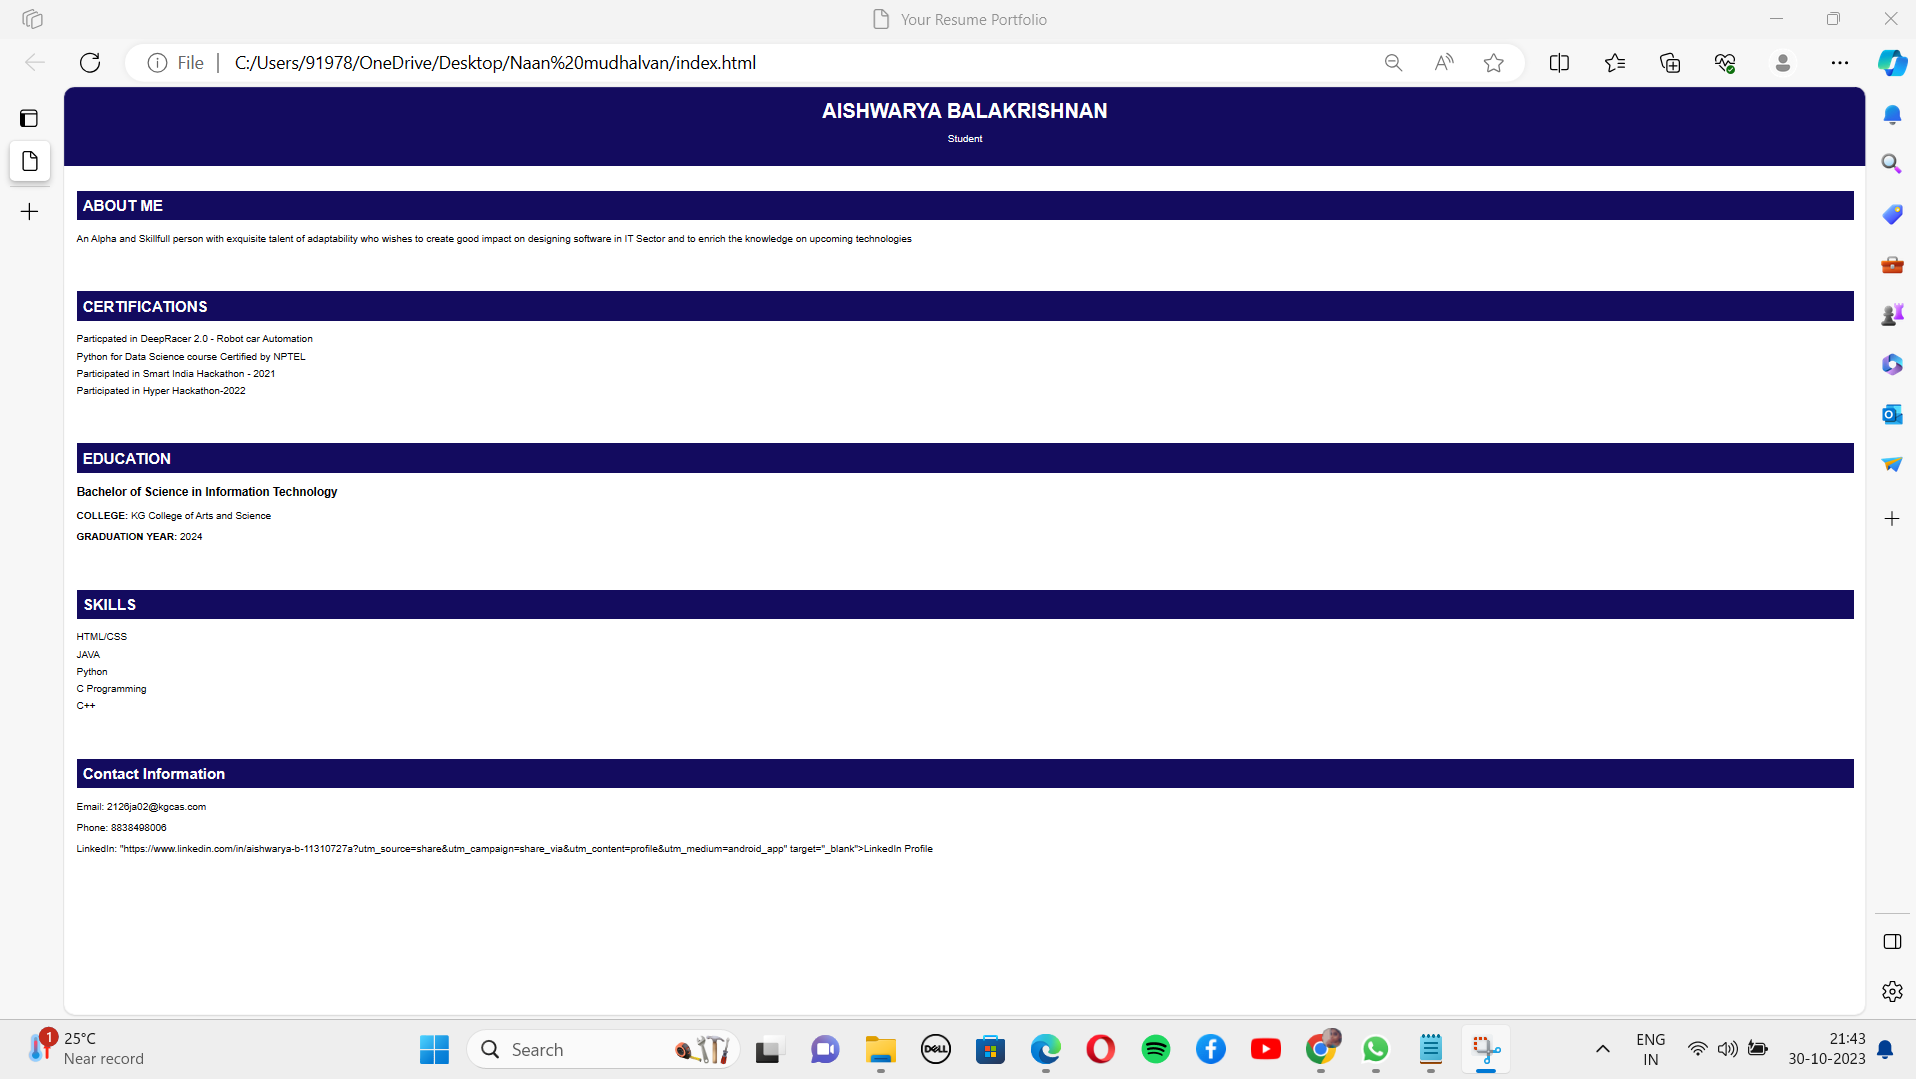 Your Resume Portfolio
File
C:/Users/91978/OneDrive/Desktop/Naan%20mudhalvan/index.html
AISHWARYA BALAKRISHNAN
Student
ABOUT ME
An Alpha and Skillfull person with exquisite talent of adaptability who wishes to create good impact on designing software in IT Sector and to enrich the knowledge on upcoming technologies
CERTIFICATIONS
Particpated in DeepRacer 2.0 - Robot car Automation
Python for Data Science course Certified by NPTEL
Participated in Smart India Hackathon - 2021
Participated in Hyper Hackathon-2022
EDUCATION
Bachelor of Science in Information Technology
COLLEGE: KG College of Arts and Science
GRADUATION YEAR: 2024
SKILLS
HTML/CSS
JAVA
Python
C Programming
C++
Contact Information
Email: 2126ja02@kgcas.com
Phone: 8838498006
LinkedIn: "https://www.linkedin.com/in/aishwarya-b-11310727a?utm_source=share&utm_campaign=share_via&utm_content=profile&utm_medium=android_app" target="_blank">LinkedIn Profile
1
25°C
Near record
Search
DELL
ENG
IN
21:43
30-10-2023